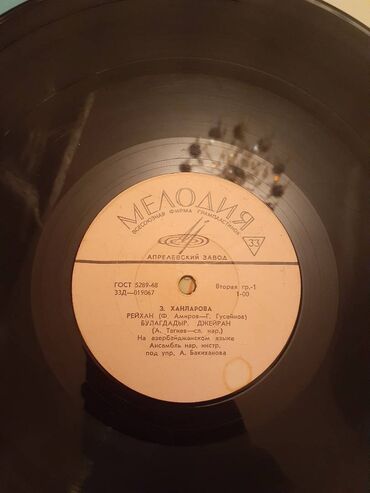 МЕЛОДИЯ
ВСЕСОЮЗНАЯ ФИРМА ГРАМПЛАСТИНОК
33
АПРЕЛЕВСКИЙ ЗАВОД
ГОСТ 5289-68 Вторая гр.-1
33Д—019067 1-00
З. ХАНЛАРОВА
РЕЙХАН (Ф. Амиров—Г. Гусейнов)
БУЛАГДАДЫР, ДЖЕЙРАН
(А. Тагиев—сл. нар.)
На азербайджанском языке
Ансамбль нар. инстр.
под упр. А. Бакиханова